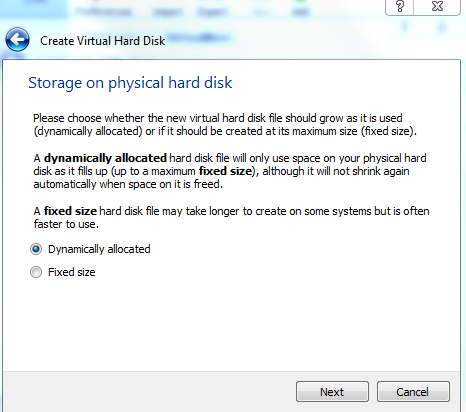 ?
Create Virtual Hard Disk
Storage on physical hard disk
Please choose whether the new virtual hard disk file should grow as it is used
(dynamically allocated) or if it should be created at its maximum size (fixed size).
A dynamically allocated hard disk file will only use space on your physical hard
disk as it fills up (up to a maximum fixed size), although it will not shrink again
automatically when space on it is freed.
A fixed size hard disk file may take longer to create on some systems but is often
faster to use.
Dynamically allocated
Fixed size
Next Cancel